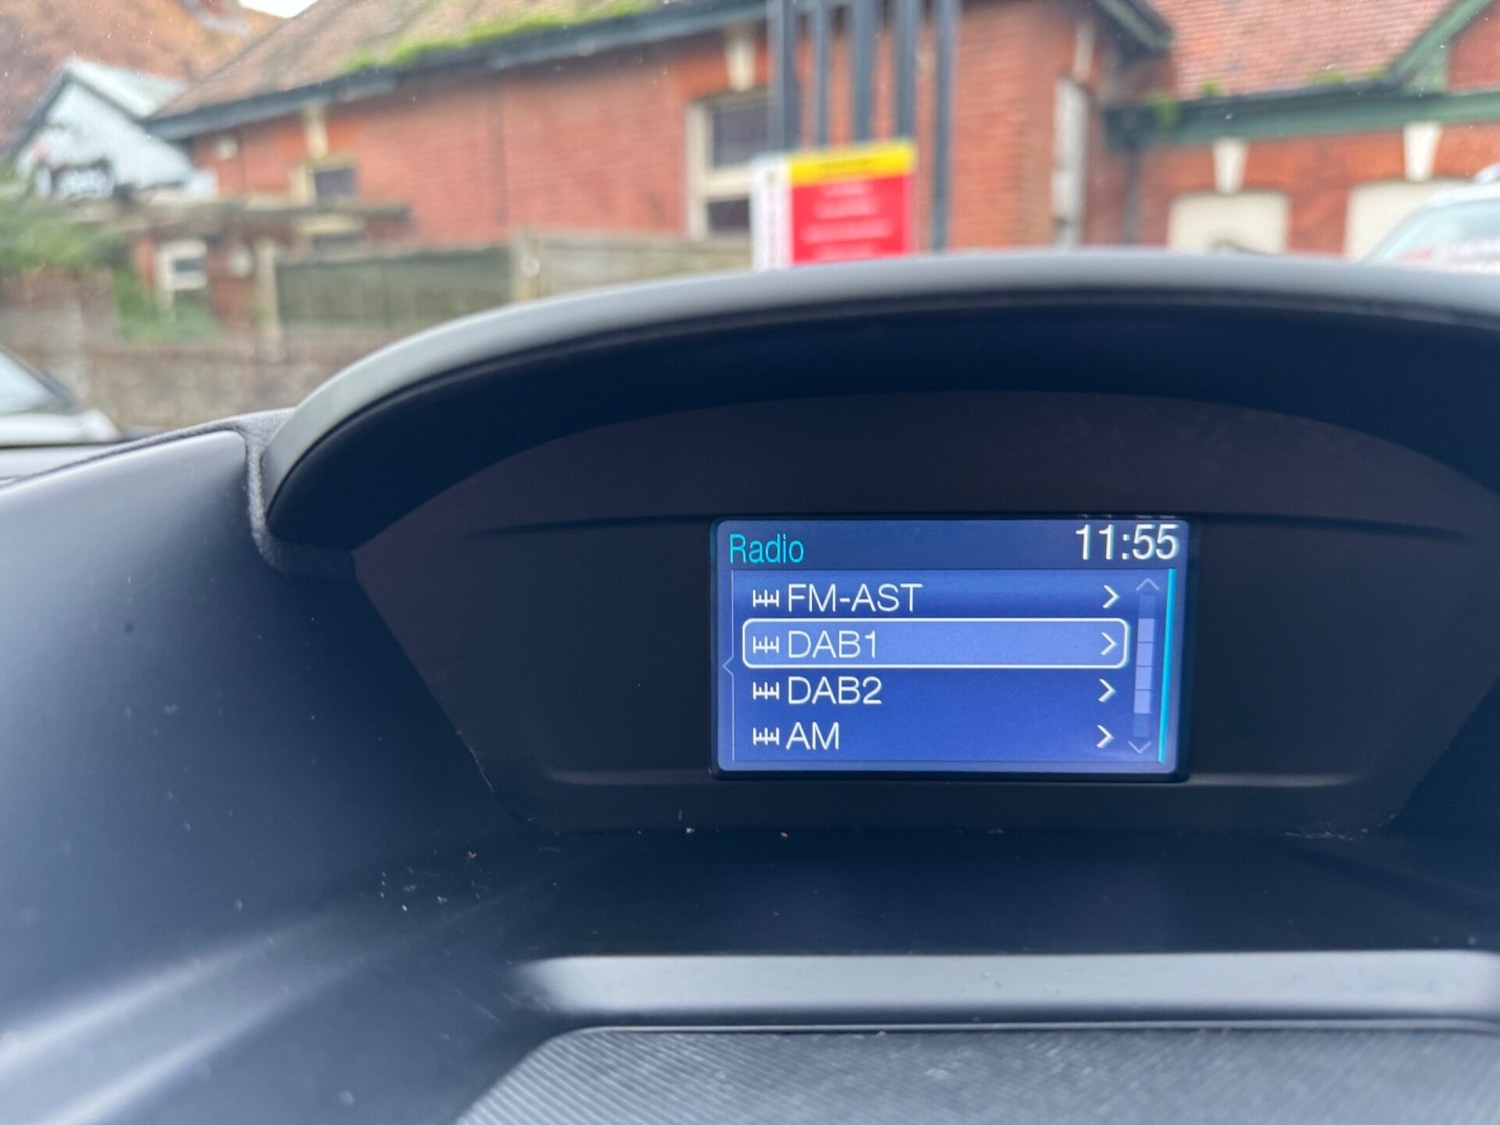 Radio 11:55
FM-AST
DAB1
DAB2
AM